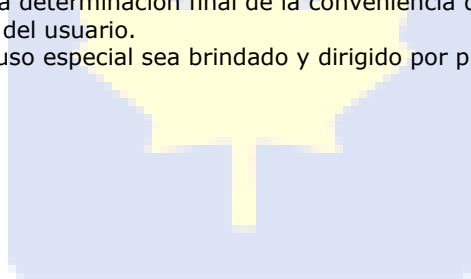 a determinación final de la conveniencia
del usuario.
uso especial sea brindado y dirigido por p